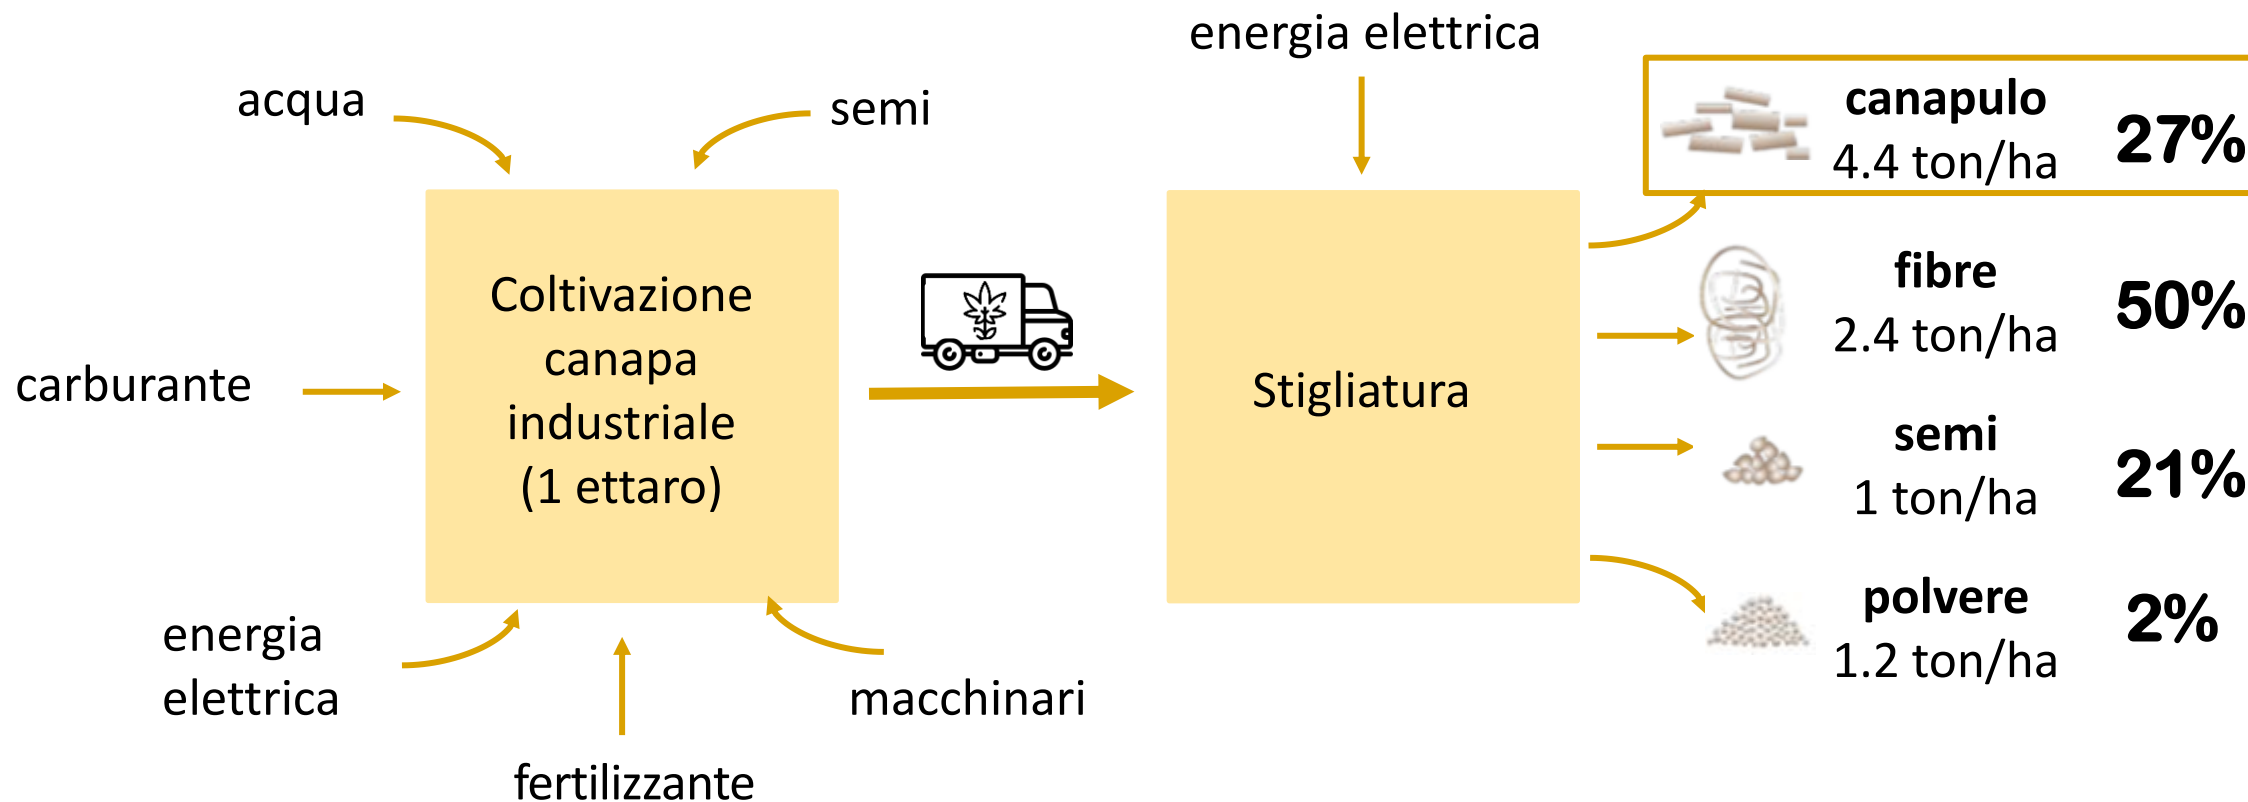 acqua
semi
carburante
Coltivazione
canapa
industriale
(1 ettaro)
energia
elettrica
fertilizzante
macchinari
energia elettrica
Stigliatura
canapulo
4.4 ton/ha
27%
fibre
2.4 ton/ha
50%
semi
1 ton/ha
21%
polvere
1.2 ton/ha
2%